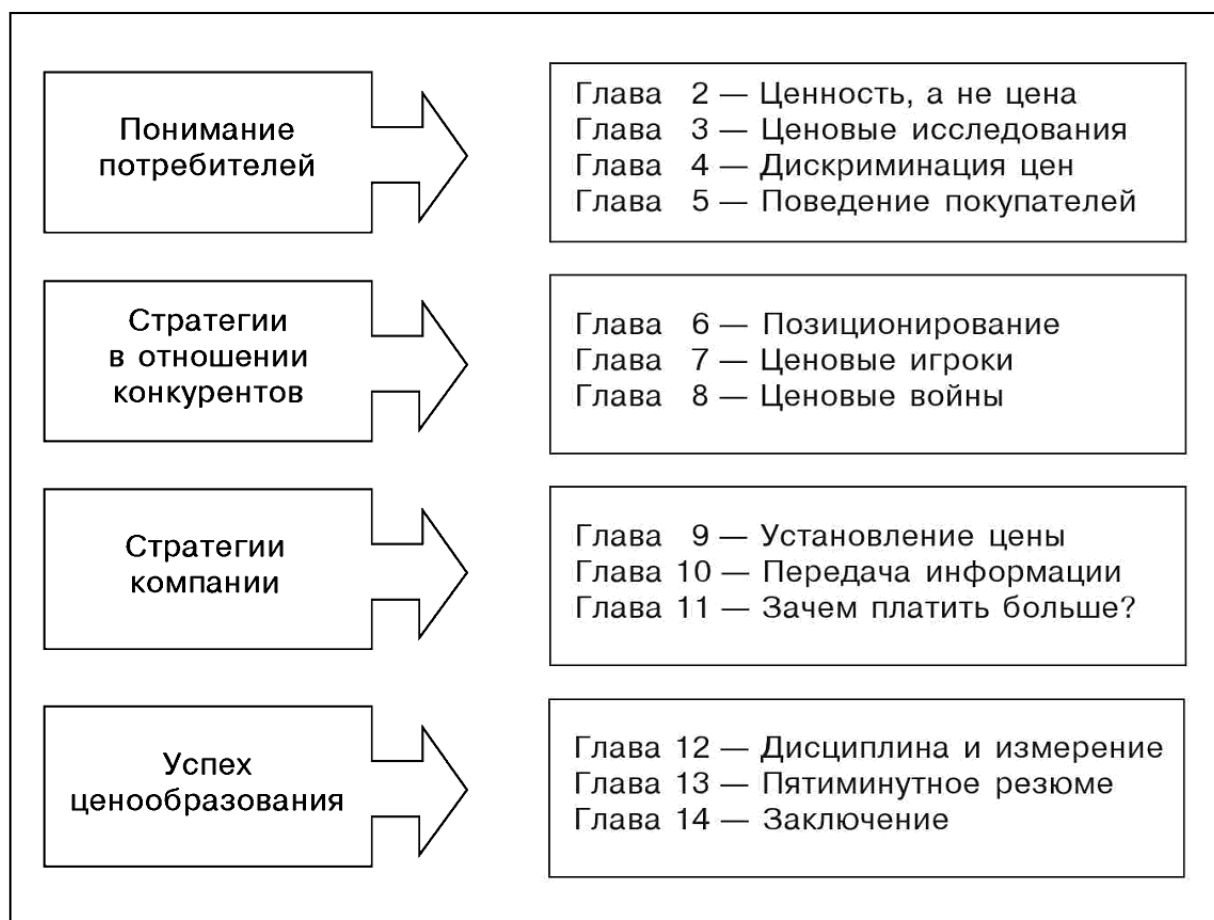 Понимание
потребителей
Глава 2 — Ценность, а не цена
Глава 3 — Ценовые исследования
Глава 4 — Дискриминация цен
Глава 5 — Поведение покупателей
Стратегии
в отношении
конкурентов
Глава 6 — Позиционирование
Глава 7 — Ценовые игроки
Глава 8 — Ценовые войны
Стратегии
компании
Глава 9 — Установление цены
Глава 10 — Передача информации
Глава 11 — Зачем платить больше?
Успех
ценообразования
Глава 12 — Дисциплина и измерение
Глава 13 — Пятиминутное резюме
Глава 14 — Заключение